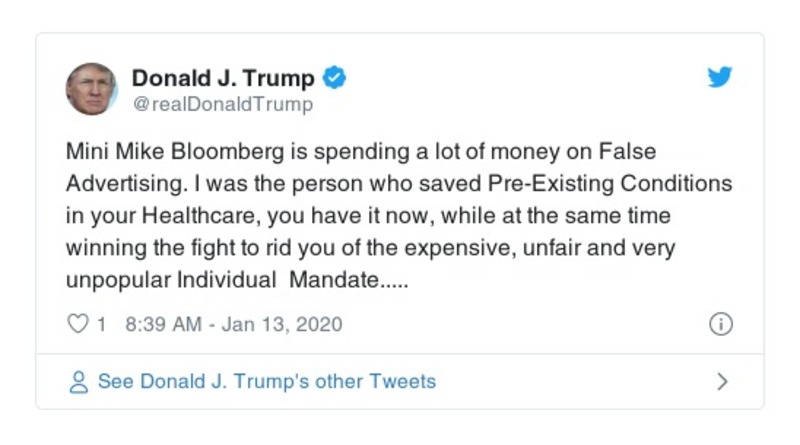 Donald J. Trump
@realDonaldTrump
Mini Mike Bloomberg is spending a lot of money on False
Advertising. I was the person who saved Pre-Existing Conditions
in your Healthcare, you have it now, while at the same time
winning the fight to rid you of the expensive, unfair and very
unpopular Individual  Mandate.....
1 8:39 AM - Jan 13, 2020
See Donald J. Trump's other Tweets